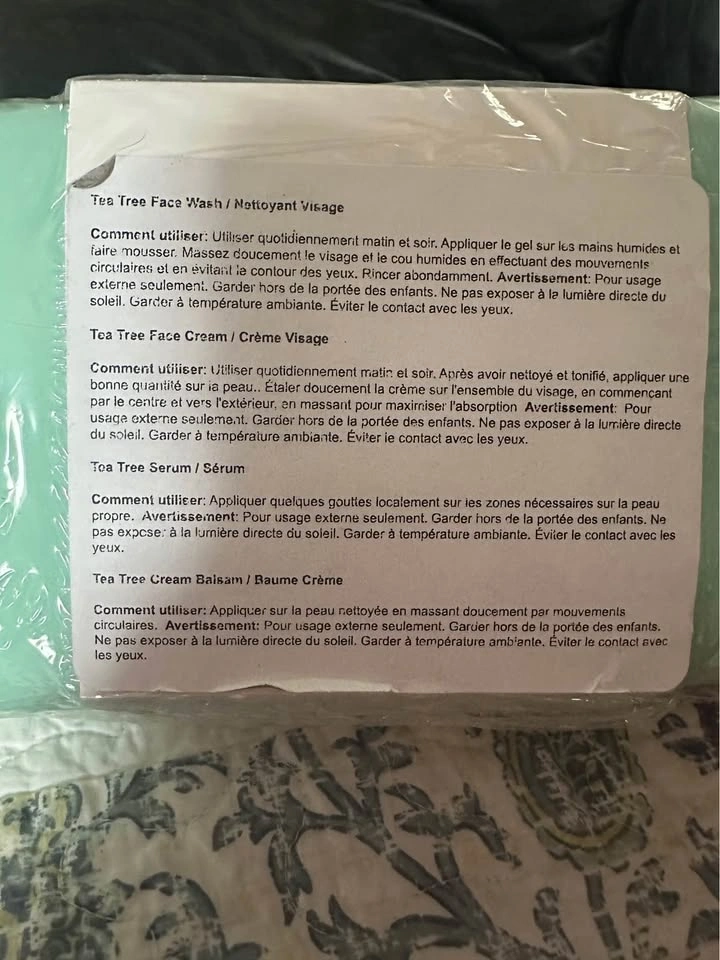 Tea Tree Face Wash / Nettoyant Visage
Comment utiliser: Utiliser quotidiennement matin et soir. Appliquer le gel sur les mains humides et
faire mousser. Massez doucement le visage et le cou humides en effectuant des mouvements
circulaires et en évitant le contour des yeux. Rincer abondamment. Avertissement: Pour usage
externe seulement. Garder hors de la portée des enfants. Ne pas exposer à la lumière directe du
soleil. Garder à température ambiante. Éviter le contact avec les yeux.
Tea Tree Face Cream / Crème Visage
Comment utiliser: Utiliser quotidiennement matin et soir. Après avoir nettoyé et tonifié, appliquer une
bonne quantité sur la peau.. Étaler doucement la crème sur l'ensemble du visage, en commençant
par le centre et vers l'extérieur, en massant pour maximiser l'absorption Avertissement: Pour
usage externe seulement. Garder hors de la portée des enfants. Ne pas exposer à la lumière directe
du soleil. Garder à température ambiante. Éviter le contact avec les yeux.
Tea Tree Serum / Sérum
Comment utiliser: Appliquer quelques gouttes localement sur les zones nécessaires sur la peau
propre. Avertissement: Pour usage externe seulement. Garder hors de la portée des enfants. Ne
pas exposer à la lumière directe du soleil. Garder à température ambiante. Éviter le contact avec les
yeux.
Tea Tree Cream Balsam / Baume Crème
Comment utiliser: Appliquer sur la peau nettoyée en massant doucement par mouvements
circulaires. Avertissement: Pour usage externe seulement. Garder hors de la portée des enfants.
Ne pas exposer à la lumière directe du soleil. Garder à température ambiante. Éviter le contact avec
les yeux.